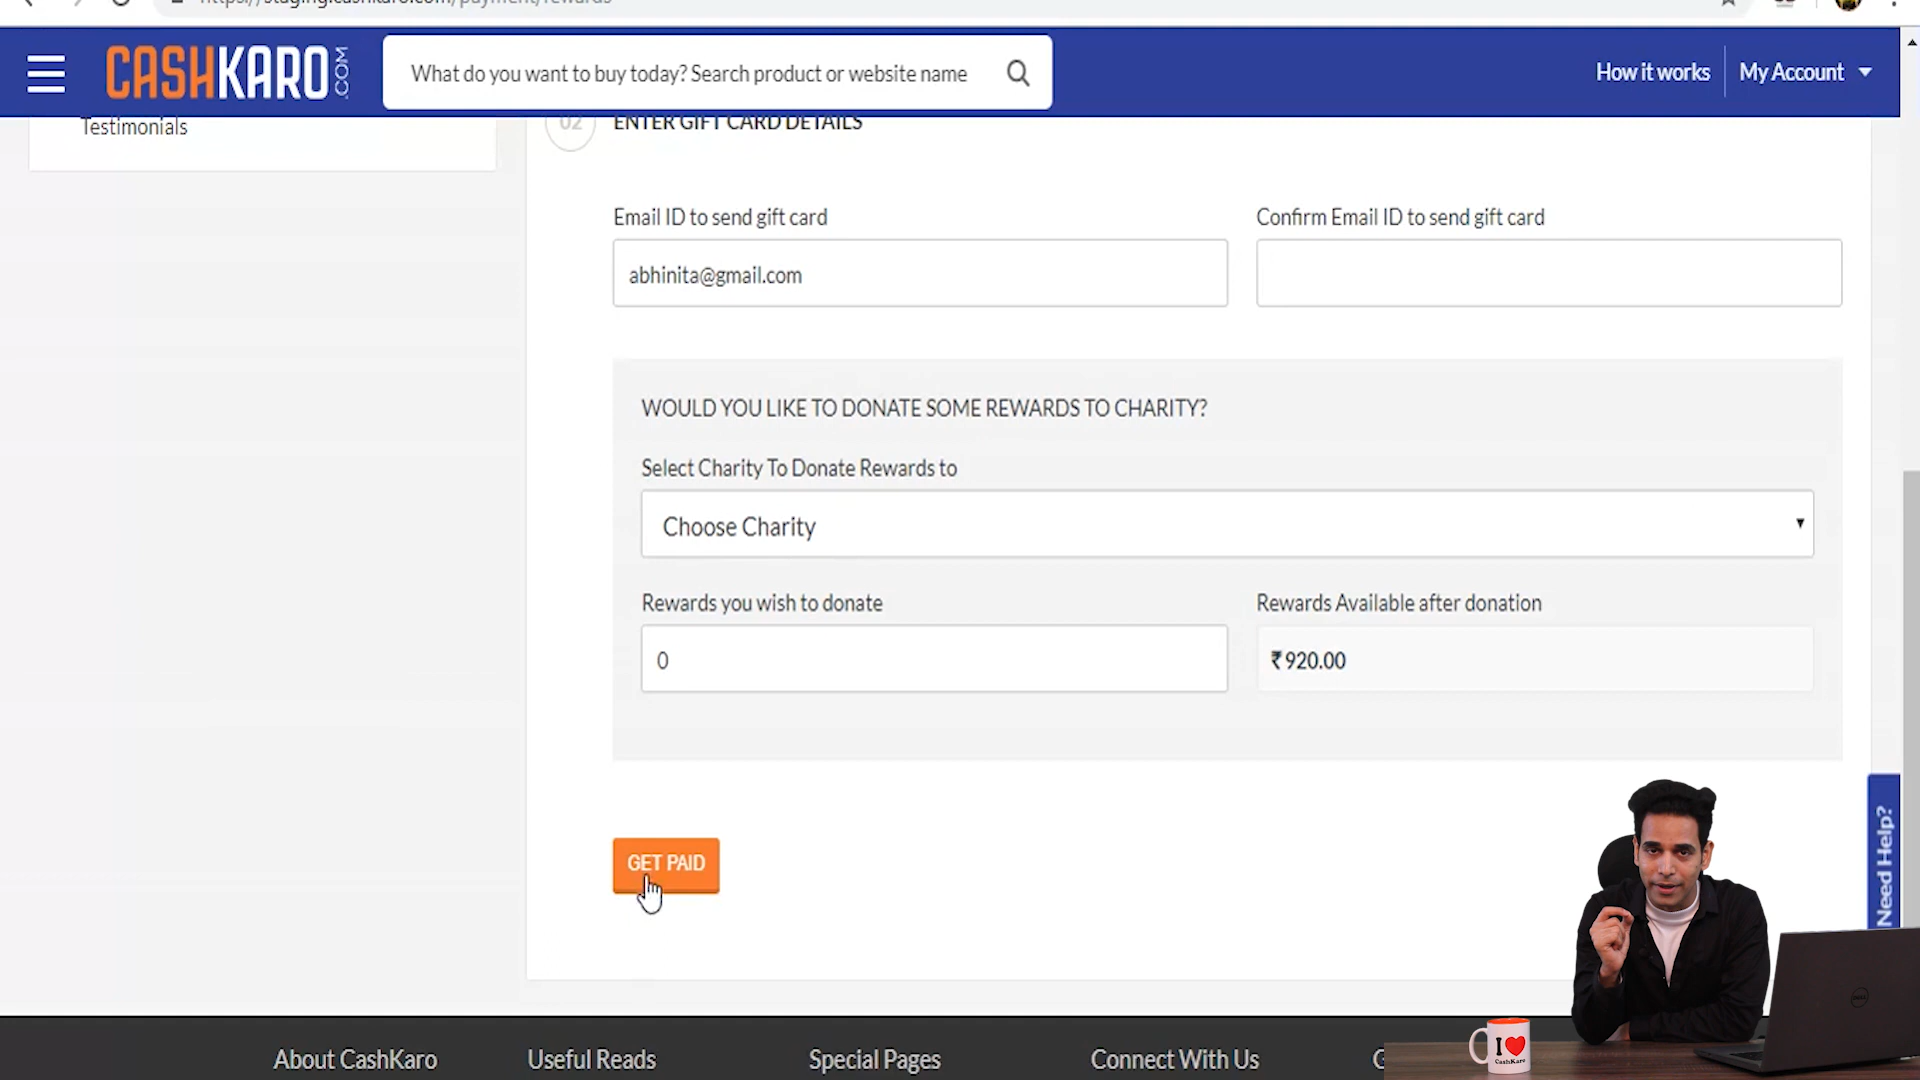 CASHKARO.COM
What do you want to buy today? Search product or website name
How it works
My Account
Testimonials
02 ENTER GIFT CARD DETAILS
Email ID to send gift card
Confirm Email ID to send gift card
abhinita@gmail.com
WOULD YOU LIKE TO DONATE SOME REWARDS TO CHARITY?
Select Charity To Donate Rewards to
Choose Charity
Rewards you wish to donate
Rewards Available after donation
0
₹920.00
GET PAID
Need Help?
I ❤ CashKaro
DELL
About CashKaro
Useful Reads
Special Pages
Connect With Us